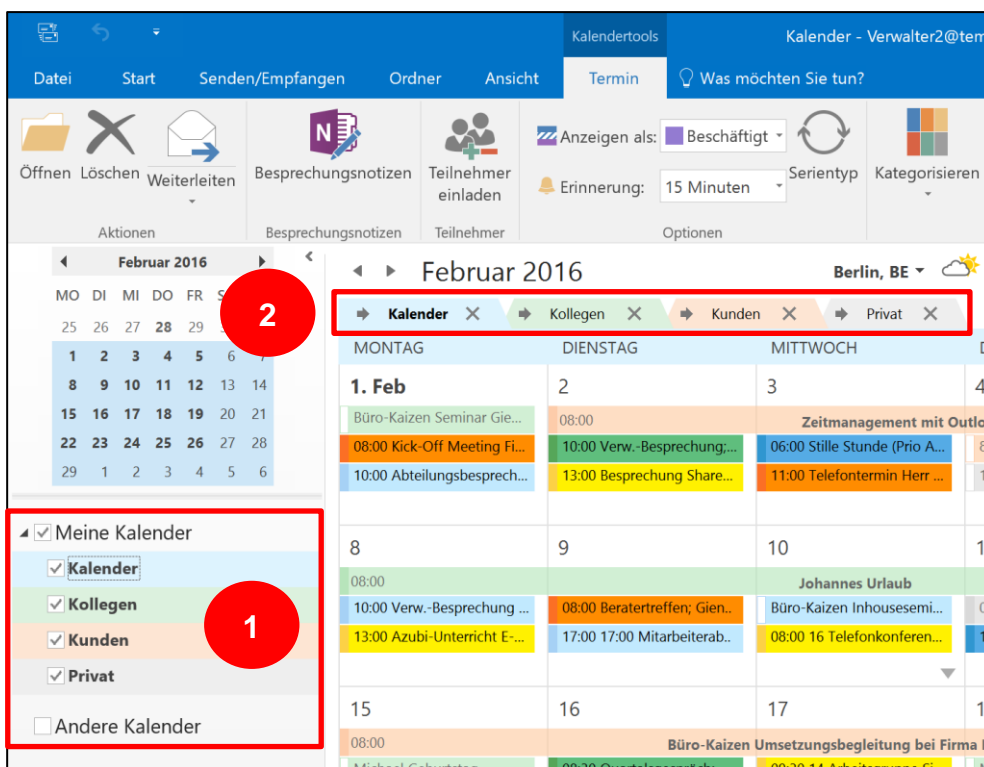 Kalendertools
Kalender - Verwalter2@tem
Datei Start Senden/Empfangen Ordner Ansicht Termin Was möchten Sie tun?
Öffnen Löschen Weiterleiten Besprechungsnotizen Teilnehmer einladen Anzeigen als: Beschäftigt Serientyp Kategorisieren
Erinnerung: 15 Minuten
Aktionen Besprechungsnotizen Teilnehmer Optionen
Februar 2016
MO DI MI DO FR
25 26 27 28 29
1 2 3 4 5 6 7
8 9 10 11 12 13 14
15 16 17 18 19 20 21
22 23 24 25 26 27 28
29 1 2 3 4 5 6
2
Meine Kalender
Kalender
Kollegen
Kunden
Privat
Andere Kalender
1
Februar 2016 Berlin, BE
Kalender Kollegen Kunden Privat
MONTAG DIENSTAG MITTWOCH
1. Feb 2 3 4
Büro-Kaizen Seminar Gie... 08:00 Zeitmanagement mit Outlo
08:00 Kick-Off Meeting Fi... 10:00 Verw.-Besprechung;... 06:00 Stille Stunde (Prio A...
10:00 Abteilungsbesprech... 13:00 Besprechung Share... 11:00 Telefontermin Herr ...
8 9 10 1
08:00 Johannes Urlaub
10:00 Verw.-Besprechung ... 08:00 Beratertreffen; Gien.. Büro-Kaizen Inhousesemi...
13:00 Azubi-Unterricht E-... 17:00 17:00 Mitarbeiterab.. 08:00 16 Telefonkonferen...
15 16 17 1
08:00 Büro-Kaizen Umsetzungsbegleitung bei Firma